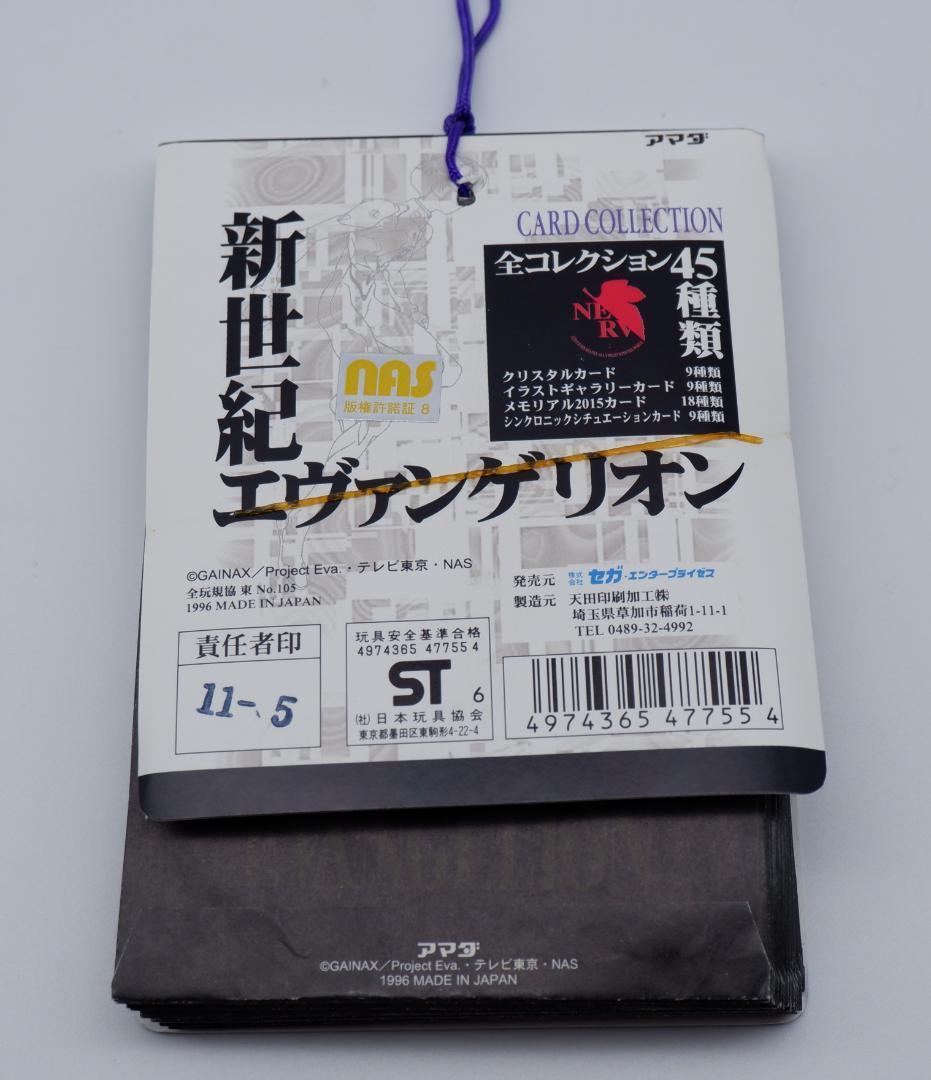 アマダ
CARD COLLECTION
新世紀
エヴァンゲリオン
全コレクション45種類
NERV
クリスタルカード 9種類
イラストギャラリーカード 9種類
メモリアル2015カード 18種類
シンクロニックシチュエーションカード 9種類
nas
版権許諾証 8
©GAINAX／Project Eva.・テレビ東京・NAS
全玩規協 東 No.105
1996 MADE IN JAPAN
発売元 株式会社 セガ・エンタープライゼス
製造元 天田印刷加工㈱
埼玉県草加市稲荷1-11-1
TEL 0489-32-4992
責任者印
11-5
玩具安全基準合格
4974365 477554
ST 6
(社)日本玩具協会
東京都墨田区東駒形4-22-4
4974365 477554
アマダ
©GAINAX／Project Eva.・テレビ東京・NAS
1996 MADE IN JAPAN